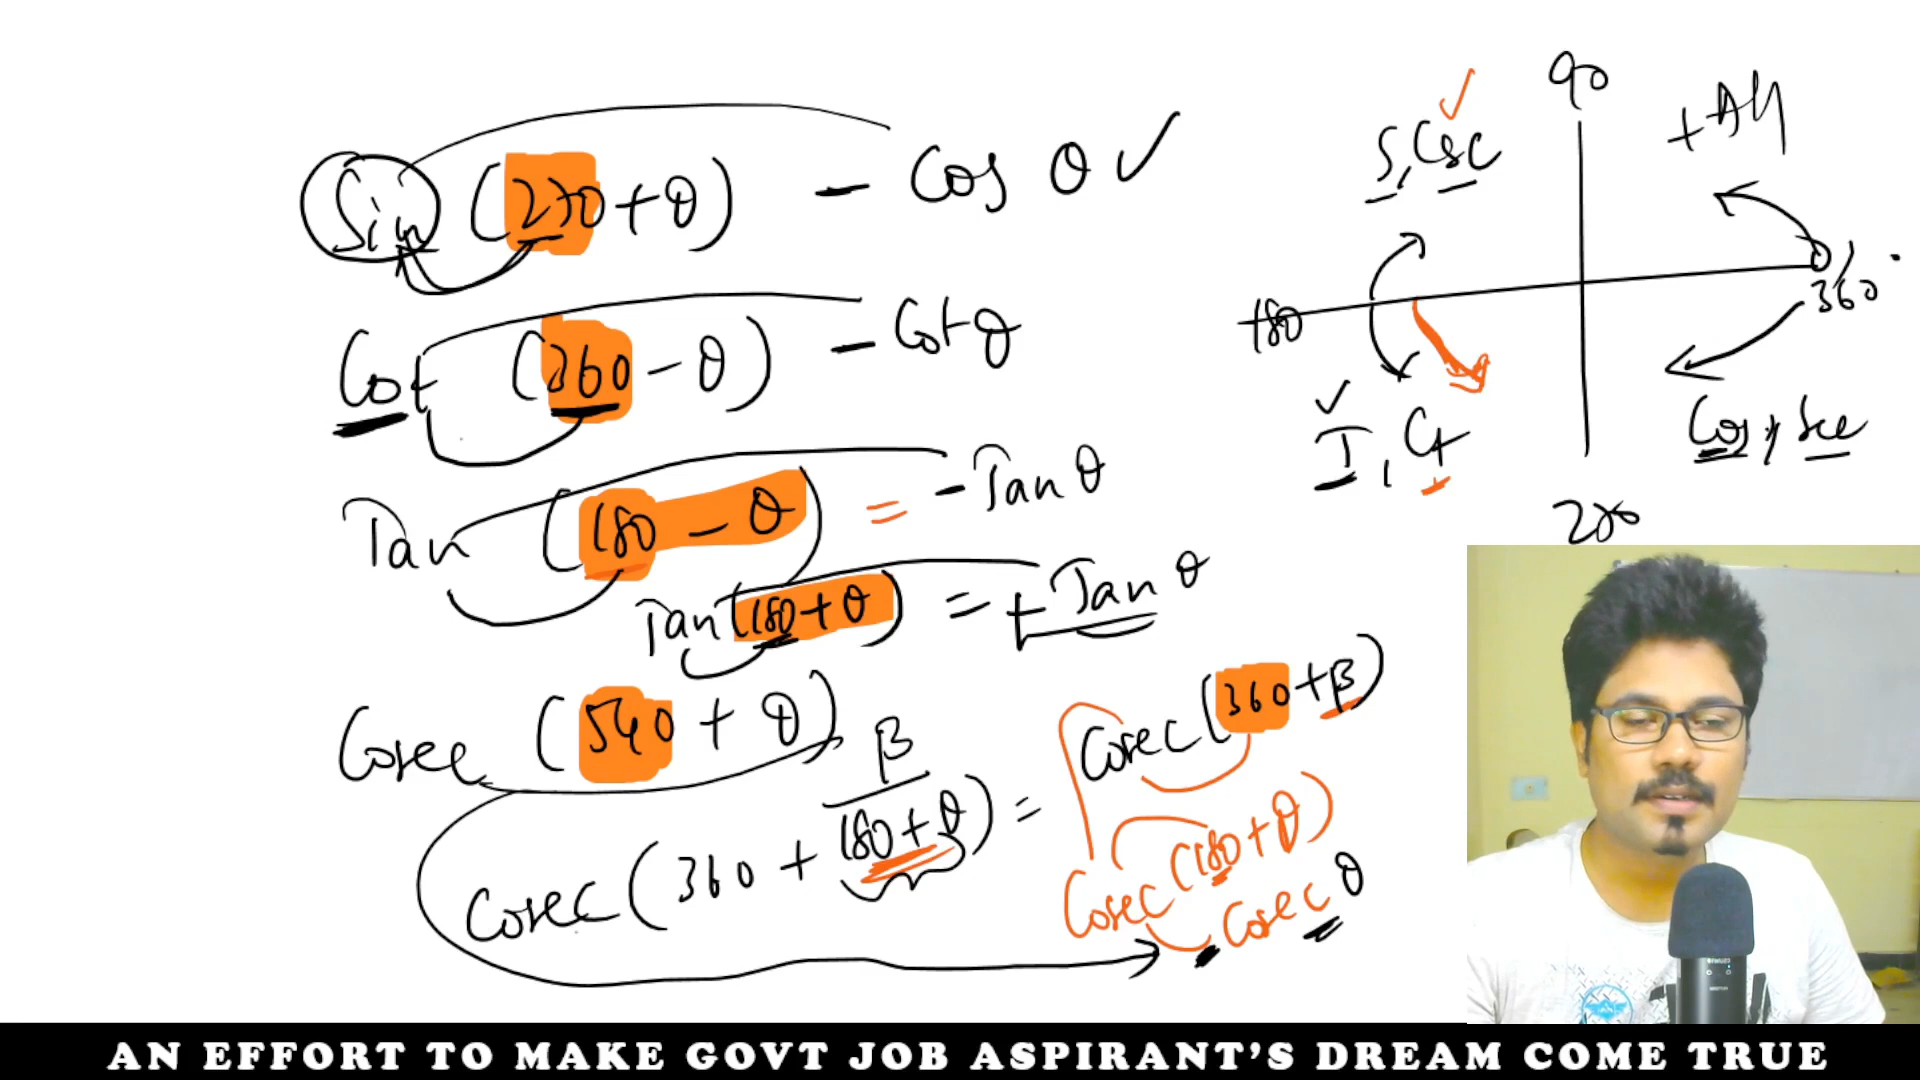 Sin (270+θ) - Cos θ ✓
Cot (360-θ) - Cot θ
Tan (180-θ) = -Tan θ
Tan (180+θ) = + Tan θ
Cosec (540+θ)
β
Cosec (360 + 180+θ) = Cosec (360+β)
Cosec (180+θ)
- Cosec θ
90
S, Csc ✓
+All
180
0/360
✓
T, Ct
Cos, Sec
270
AN EFFORT TO MAKE GOVT JOB ASPIRANT'S DREAM COME TRUE